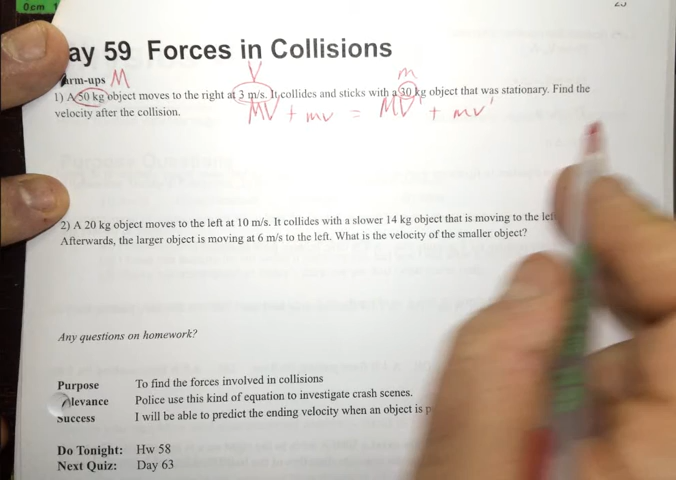 0cm 1
ay 59 Forces in Collisions
arm-ups M V m
1) A 50 kg object moves to the right at 3 m/s. It collides and sticks with a 30 kg object that was stationary. Find the
velocity after the collision.
MV + mv = MV' + mv'
2) A 20 kg object moves to the left at 10 m/s. It collides with a slower 14 kg object that is moving to the
Afterwards, the larger object is moving at 6 m/s to the left. What is the velocity of the smaller object?
Any questions on homework?
Purpose To find the forces involved in collisions
levance Police use this kind of equation to investigate crash scenes.
Success I will be able to predict the ending velocity when an object is
Do Tonight: Hw 58
Next Quiz: Day 63